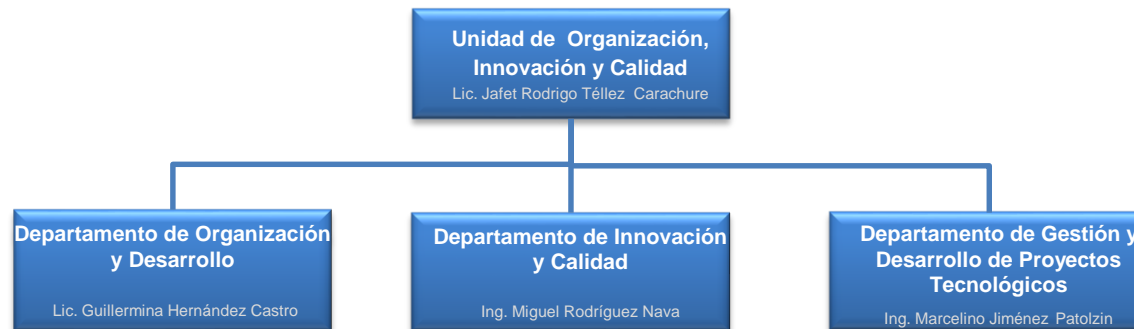 Unidad de Organización,
Innovación y Calidad
Lic. Jafet Rodrigo Téllez Carachure
Departamento de Organización
y Desarrollo
Lic. Guillermina Hernández Castro
Departamento de Innovación
y Calidad
Ing. Miguel Rodríguez Nava
Departamento de Gestión y
Desarrollo de Proyectos
Tecnológicos
Ing. Marcelino Jiménez Patolzin